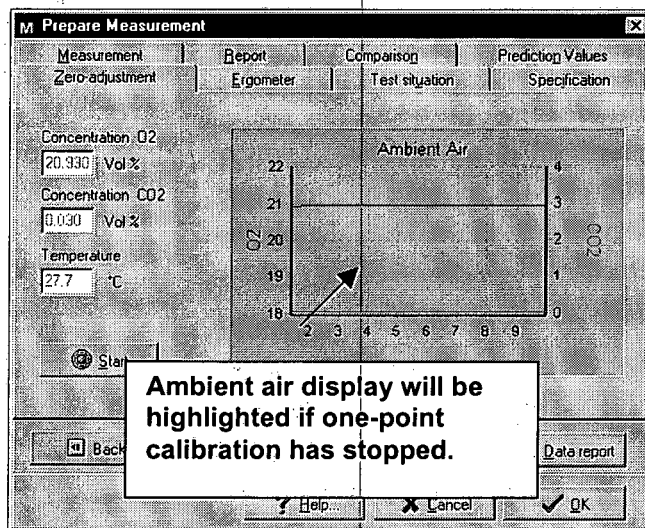 M Prepare Measurement
Measurement Report Comparison Prediction Values
Zero-adjustment Ergometer Test situation Specification
Concentration O2
20.930 Vol %
Concentration CO2
0.030 Vol %
Temperature
27.7 °C
Ambient Air
22 4
21 3
20 2
19 1
18 0
O2 CO2
2 3 4 5 6 7 8 9
Star
Ambient air display will be
highlighted if one-point
calibration has stopped.
Back Data report
? Help... Cancel OK